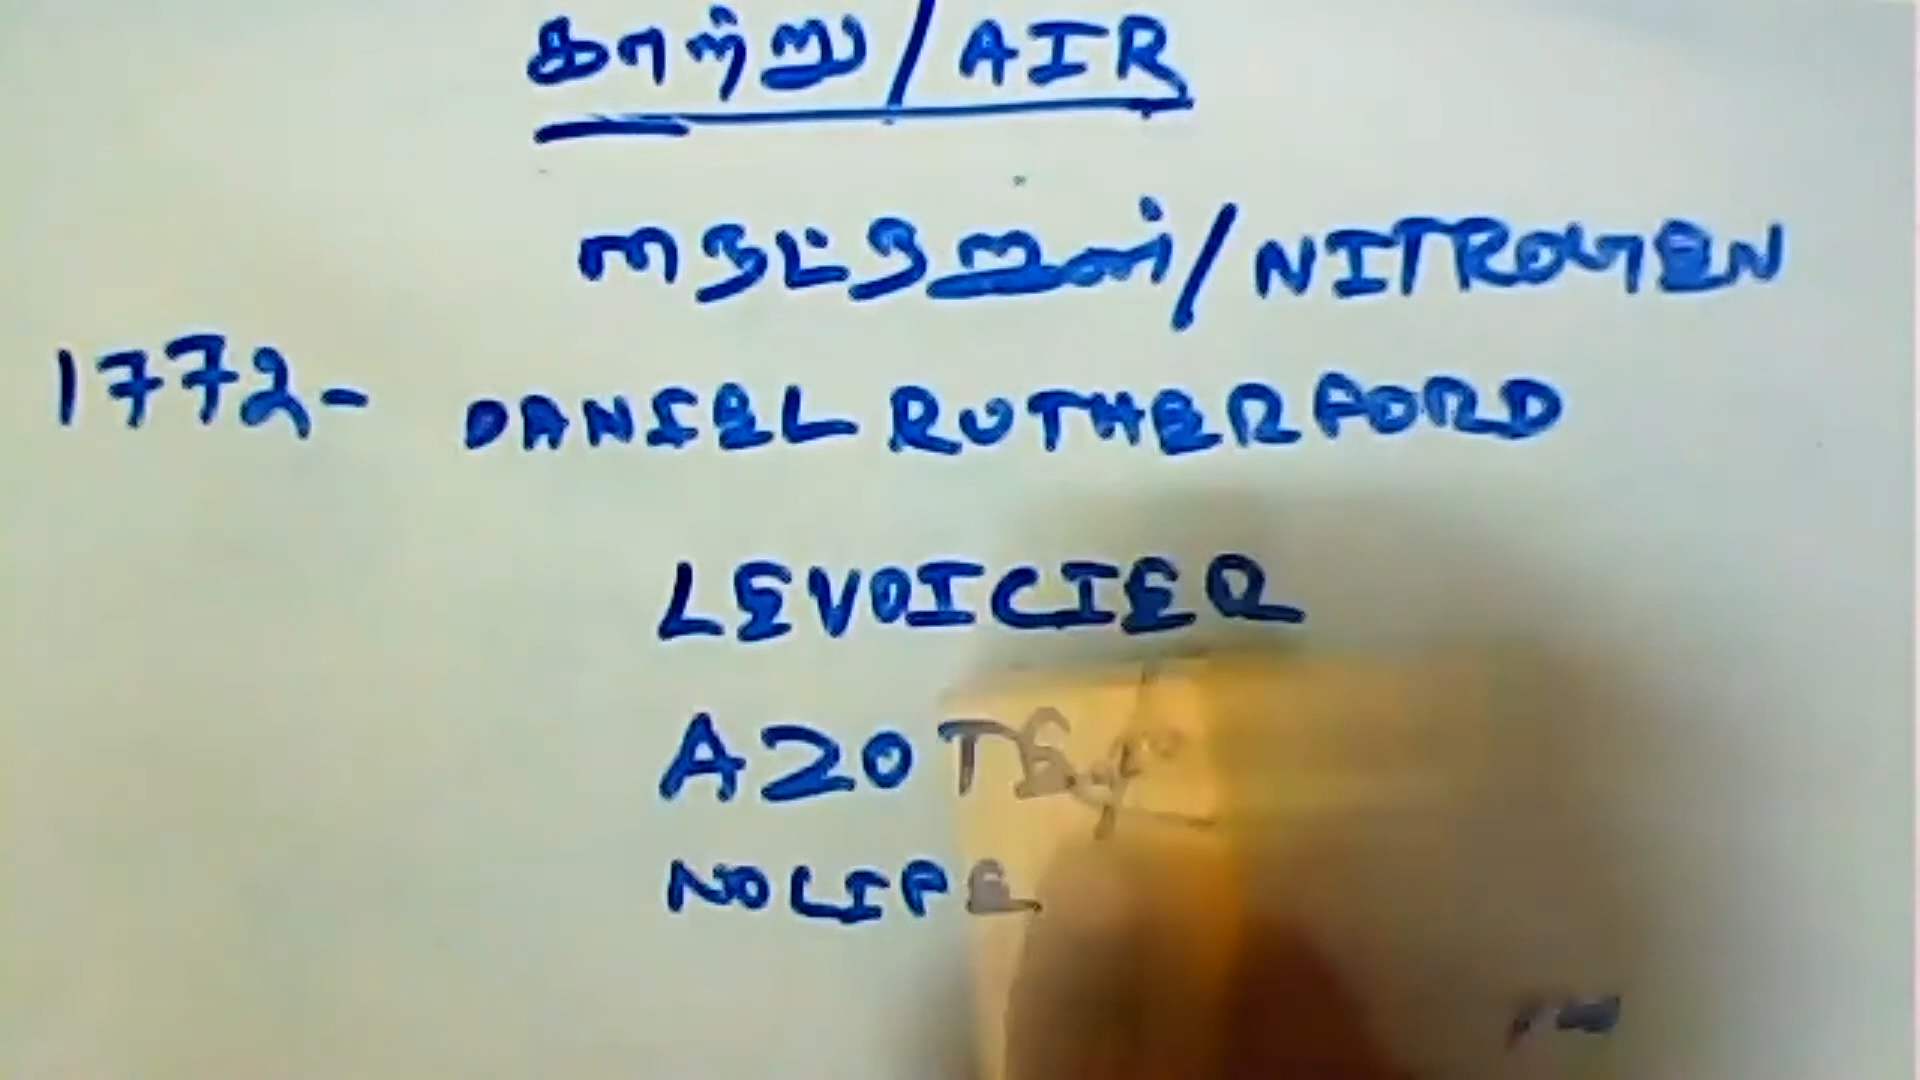 காற்று/AIR
நைட்ரஜன்/NITROGEN
1772- DANIEL RUTHERFORD
LEVOICIER
AZOTE
NO LIFE